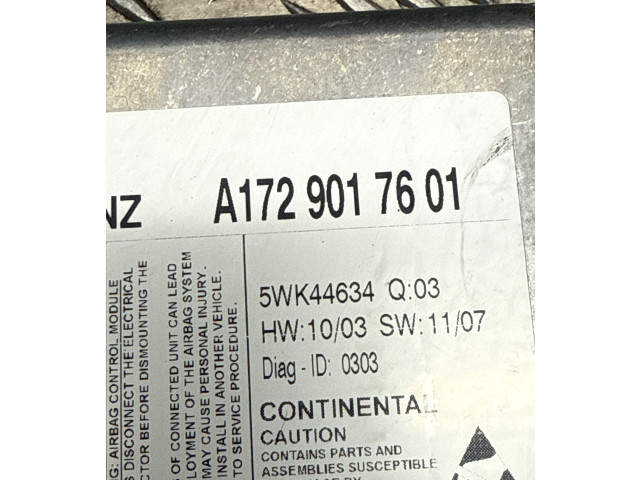 NZ
A172 901 76 01
G: AIRBAG CONTROL MODULE
S DISCONNECT THE ELECTRICAL
CTOR BEFORE DISMOUNTING THE
S OF CONNECTED UNIT CAN LEAD
LOYMENT OF THE AIRBAG SYSTEM
MAY CAUSE PERSONAL INJURY.
INSTALL IN ANOTHER VEHICLE.
TO SERVICE PROCEDURE.
5WK44634 Q:03
HW:10/03 SW:11/07
Diag - ID: 0303
CONTINENTAL
CAUTION
CONTAINS PARTS AND
ASSEMBLIES SUSCEPTIBLE